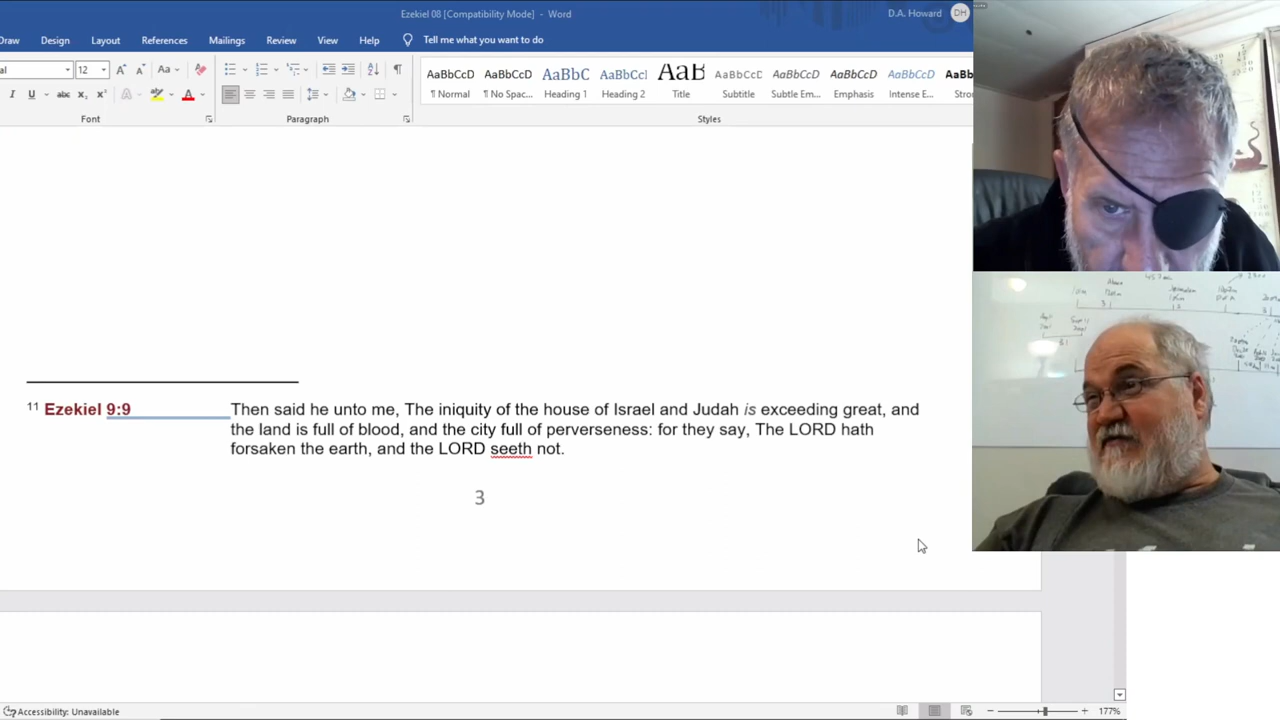 Ezekiel 08 [Compatibility Mode] - Word
D.A. Howard DH
Draw Design Layout References Mailings Review View Help Tell me what you want to do
12 Aa
AaBbCcD AaBbCcD AaBbC AaBbCcI AaB AaBbCcD AaBbCcD AaBbCcD AaBbCcD
¶ Normal ¶ No Spac... Heading 1 Heading 2 Title Subtitle Subtle Em... Emphasis Intense E...
Font Paragraph Styles
11 Ezekiel 9:9 Then said he unto me, The iniquity of the house of Israel and Judah is exceeding great, and
the land is full of blood, and the city full of perverseness: for they say, The LORD hath
forsaken the earth, and the LORD seeth not.
3
Accessibility: Unavailable
177%